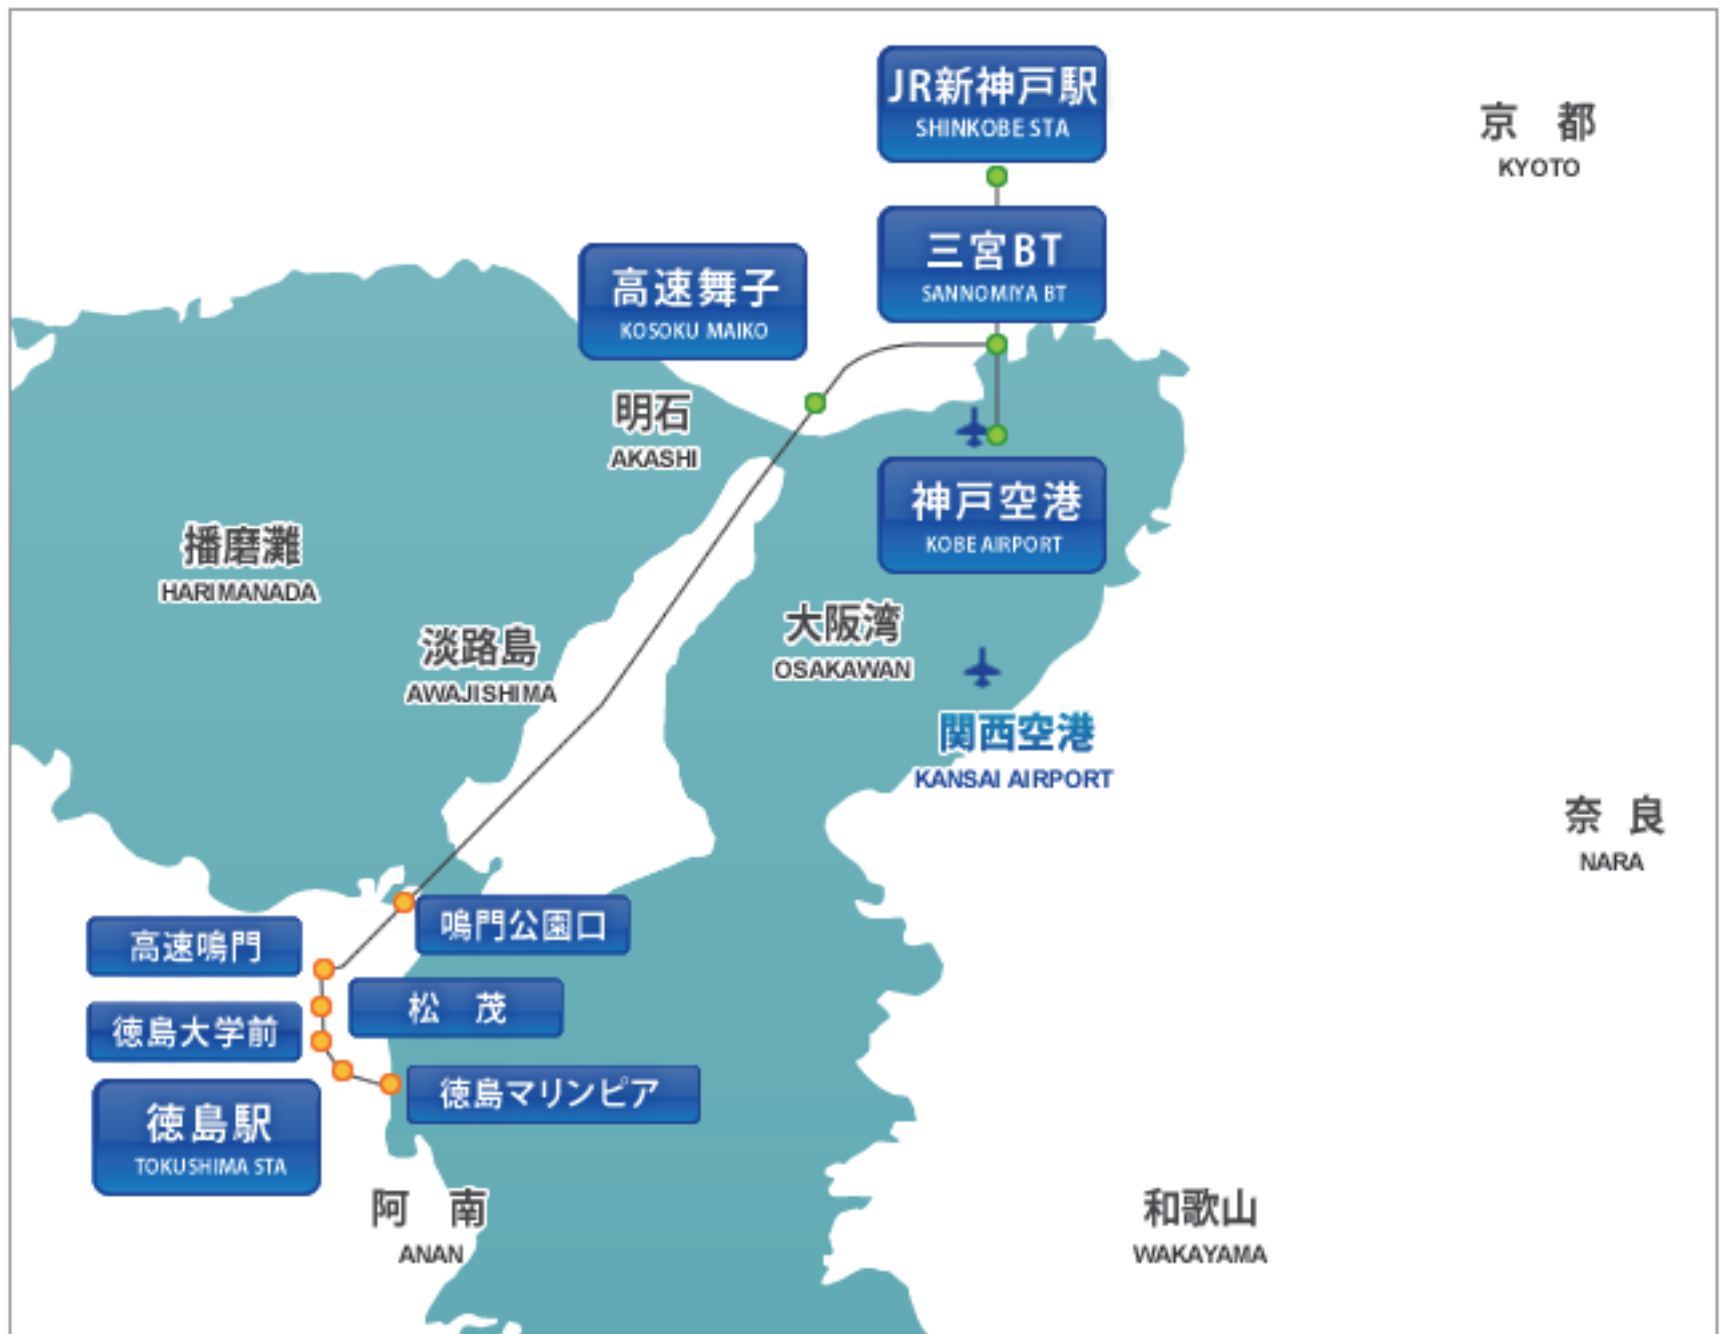 JR新神戸駅
SHINKOBE STA
京 都
KYOTO
三宮BT
SANNOMIYA BT
高速舞子
KOSOKU MAIKO
明石
AKASHI
神戸空港
KOBE AIRPORT
播磨灘
HARIMANADA
淡路島
AWAJISHIMA
大阪湾
OSAKAWAN
関西空港
KANSAI AIRPORT
奈 良
NARA
鳴門公園口
高速鳴門
松 茂
徳島大学前
徳島マリンピア
徳島駅
TOKUSHIMA STA
阿 南
ANAN
和歌山
WAKAYAMA